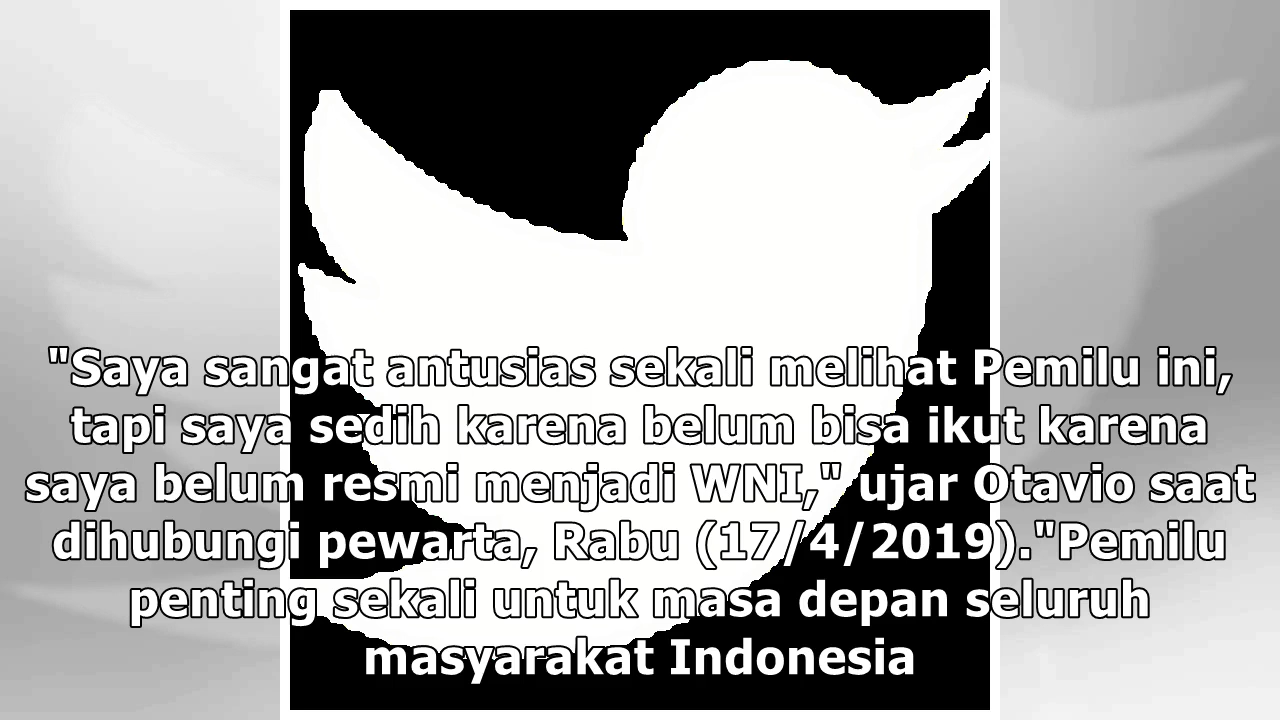 "Saya sangat antusias sekali melihat Pemilu ini,
tapi saya sedih karena belum bisa ikut karena
saya belum resmi menjadi WNI," ujar Otavio saat
dihubungi pewarta, Rabu (17/4/2019)."Pemilu
penting sekali untuk masa depan seluruh
masyarakat Indonesia